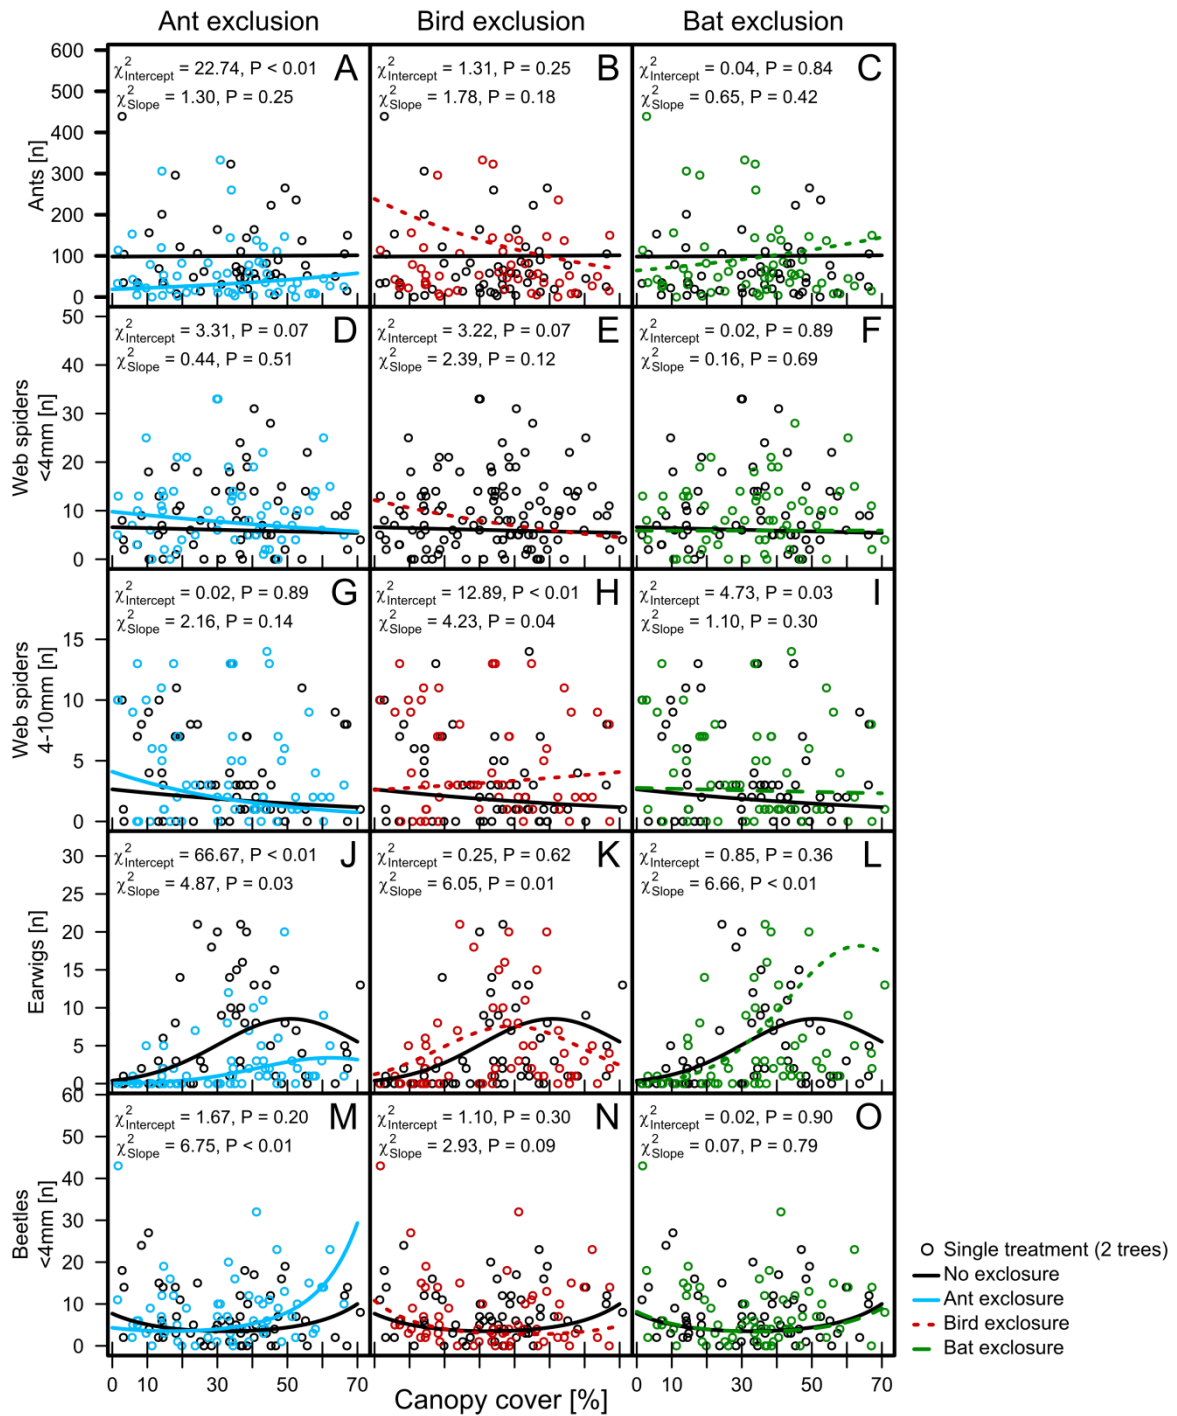 Ant exclusion Bird exclusion Bat exclusion
χ²Intercept = 22.74, P < 0.01 A
χ²Slope = 1.30, P = 0.25
χ²Intercept = 1.31, P = 0.25 B
χ²Slope = 1.78, P = 0.18
χ²Intercept = 0.04, P = 0.84 C
χ²Slope = 0.65, P = 0.42
Ants [n]
600
500
400
300
200
100
0
χ²Intercept = 3.31, P = 0.07 D
χ²Slope = 0.44, P = 0.51
χ²Intercept = 3.22, P = 0.07 E
χ²Slope = 2.39, P = 0.12
χ²Intercept = 0.02, P = 0.89 F
χ²Slope = 0.16, P = 0.69
Web spiders
<4mm [n]
50
40
30
20
10
0
χ²Intercept = 0.02, P = 0.89 G
χ²Slope = 2.16, P = 0.14
χ²Intercept = 12.89, P < 0.01 H
χ²Slope = 4.23, P = 0.04
χ²Intercept = 4.73, P = 0.03 I
χ²Slope = 1.10, P = 0.30
Web spiders
4-10mm [n]
15
10
5
0
χ²Intercept = 66.67, P < 0.01 J
χ²Slope = 4.87, P = 0.03
χ²Intercept = 0.25, P = 0.62 K
χ²Slope = 6.05, P = 0.01
χ²Intercept = 0.85, P = 0.36 L
χ²Slope = 6.66, P < 0.01
Earwigs [n]
30
25
20
15
10
5
0
χ²Intercept = 1.67, P = 0.20 M
χ²Slope = 6.75, P < 0.01
χ²Intercept = 1.10, P = 0.30 N
χ²Slope = 2.93, P = 0.09
χ²Intercept = 0.02, P = 0.90 O
χ²Slope = 0.07, P = 0.79
Beetles
<4mm [n]
60
50
40
30
20
10
0
0 10 30 50 70 0 10 30 50 70
Canopy cover [%]
Single treatment (2 trees)
No exclosure
Ant exclosure
Bird exclosure
Bat exclosure